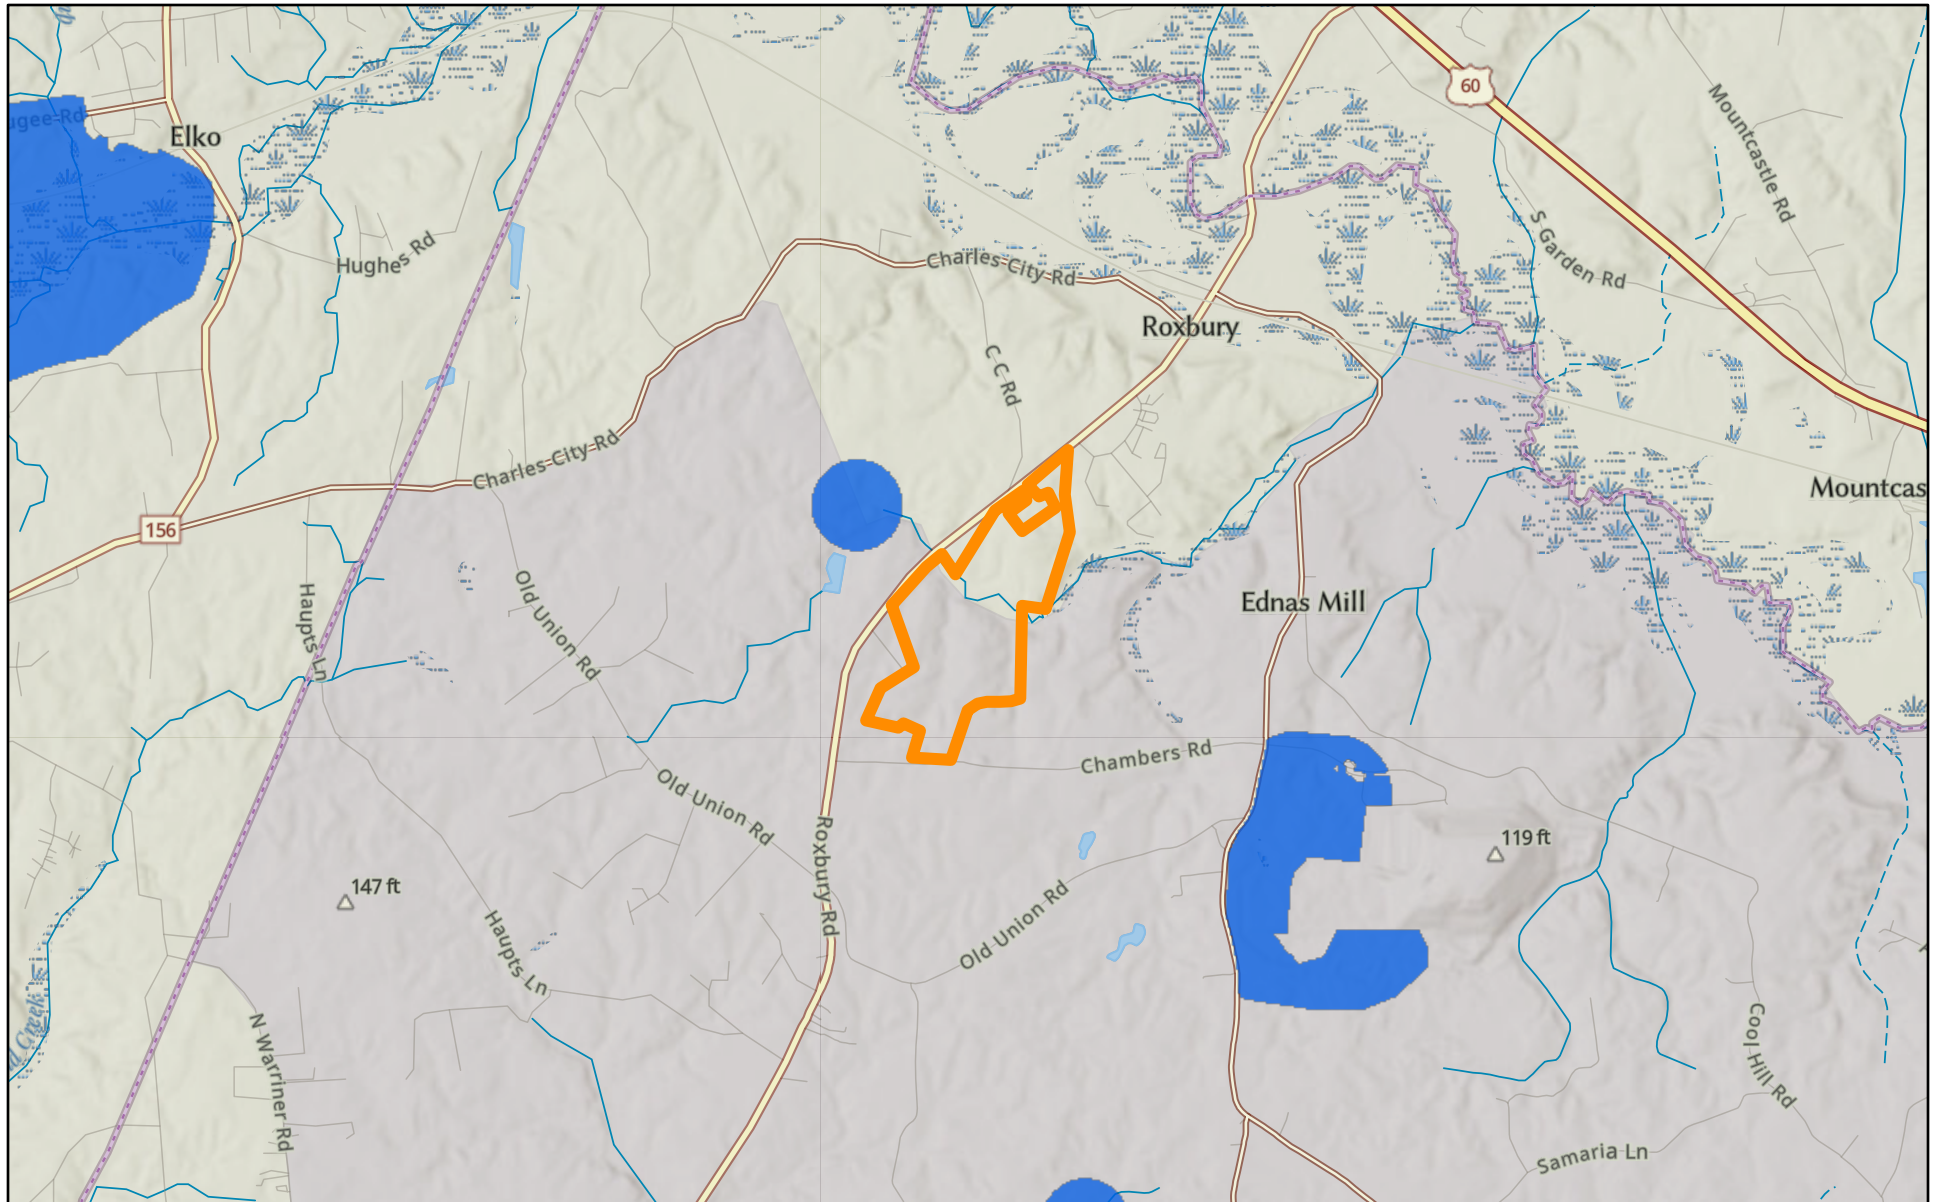 60
Mountcastle Rd
Elko
S Garden Rd
Hughes Rd
Charles City Rd
Roxbury
C C Rd
Charles City Rd
Mountcas
156
Old Union Rd
Haupts Ln
Ednas Mill
Chambers Rd
Old Union Rd
Roxbury Rd
119 ft
147 ft
Old Union Rd
Haupts Ln
Creek
N Warriner Rd
Cool Hill Rd
Samaria Ln